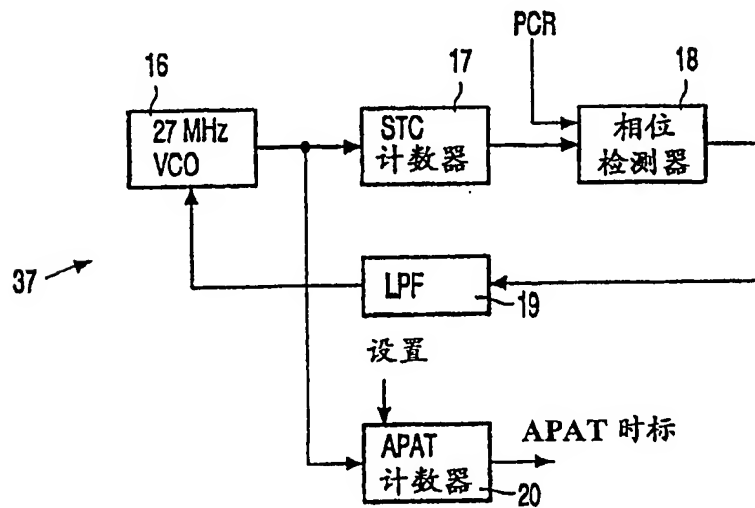 PCR
16
17
18
27 MHz
VCO
STC
计数器
相位
检测器
37
LPF
19
设置
APAT
计数器
20
APAT 时标